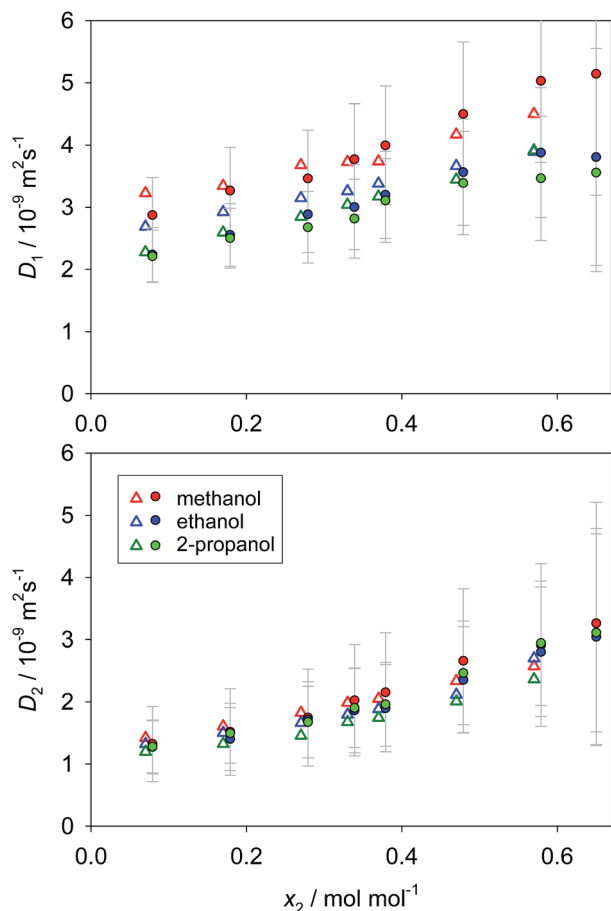 6
5
4
3
2
1
0
D₁ / 10⁻⁹ m²s⁻¹
0.0 0.2 0.4 0.6
6
5
4
3
2
1
0
D₂ / 10⁻⁹ m²s⁻¹
methanol
ethanol
2-propanol
0.0 0.2 0.4 0.6
x₂ / mol mol⁻¹